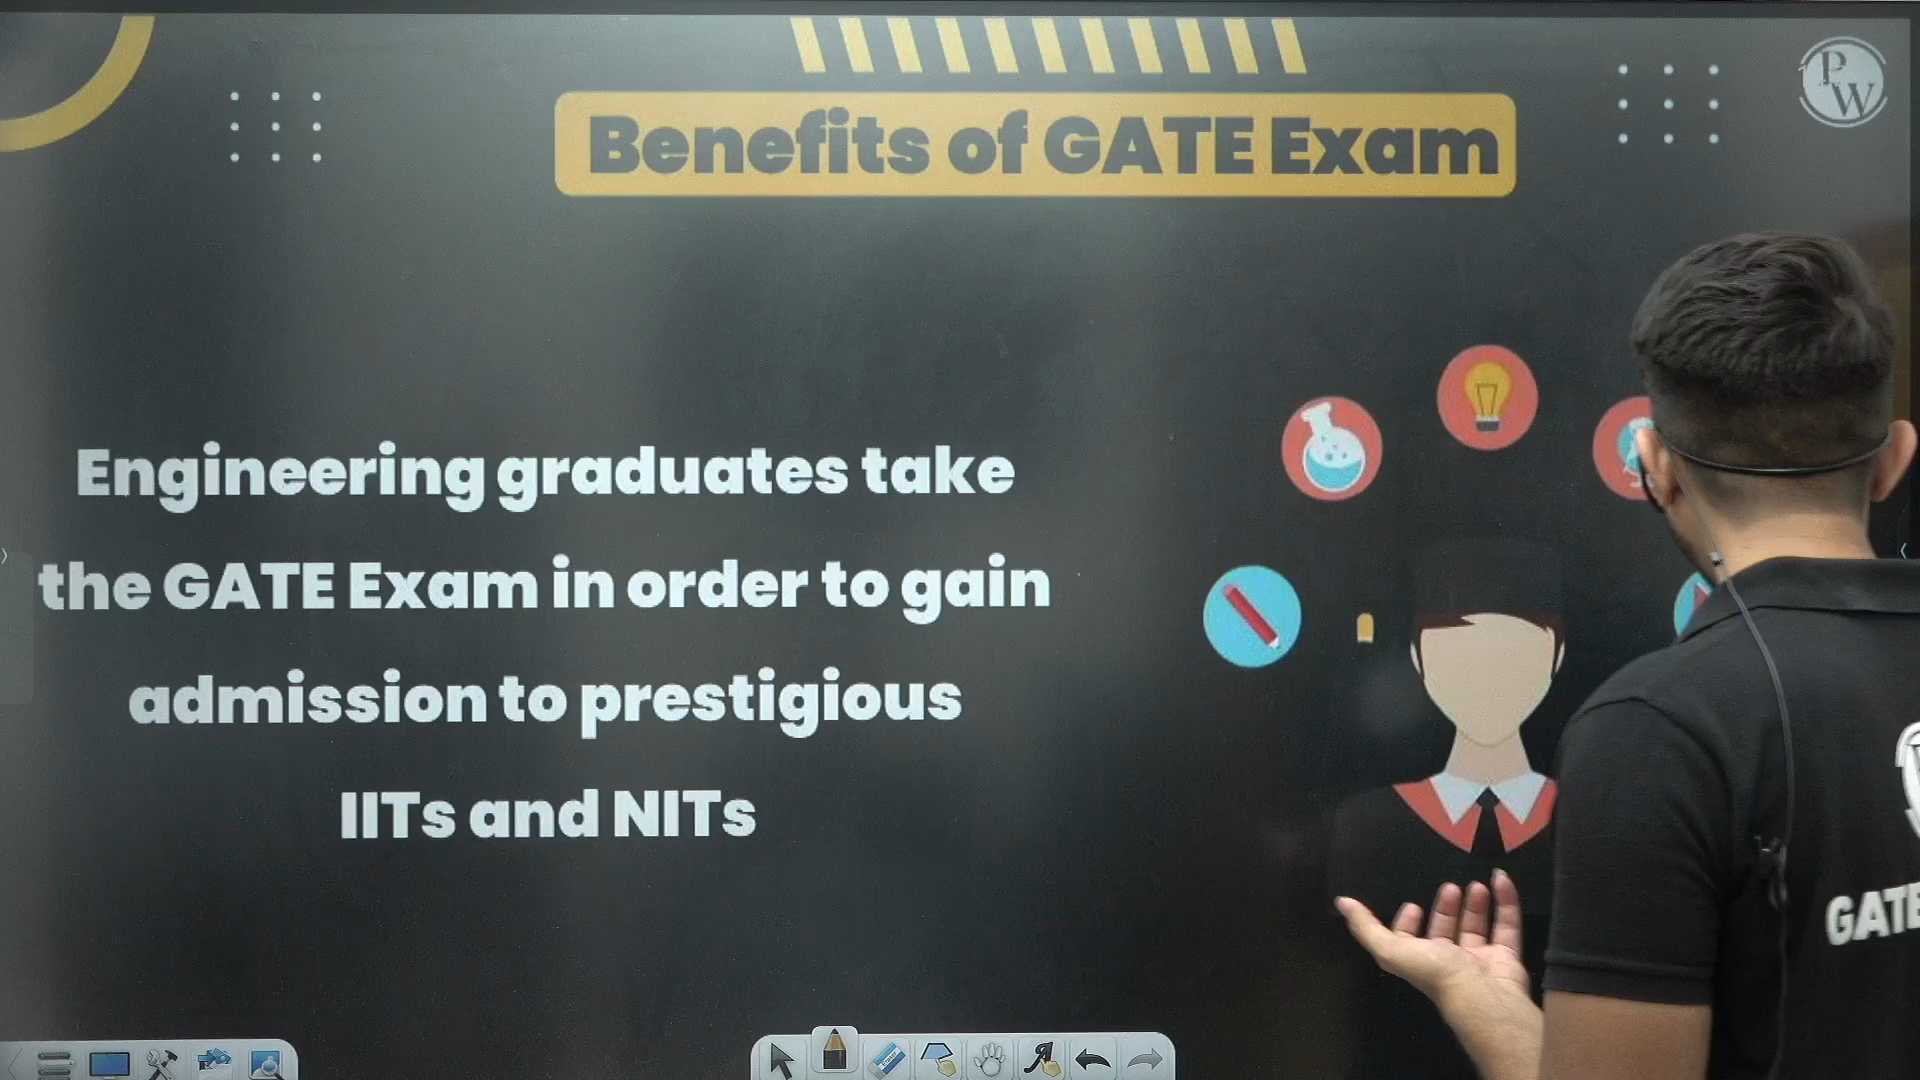 Benefits of GATE Exam
PW
Engineering graduates take
the GATE Exam in order to gain
admission to prestigious
IITs and NITs
GATE